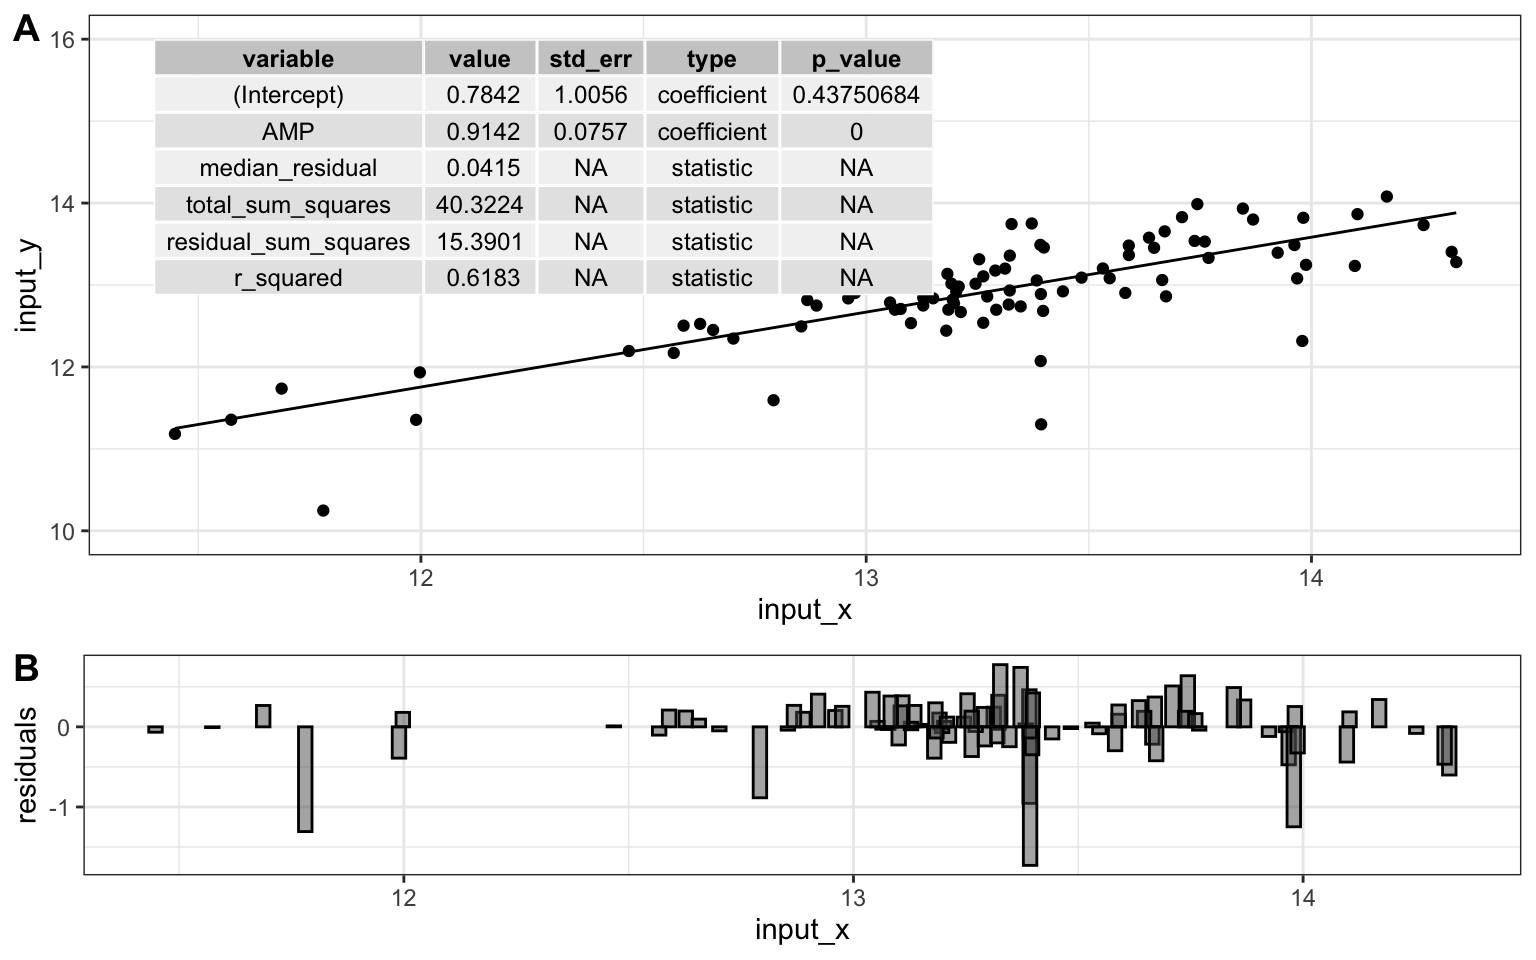 A
16
14
12
10
input_y
variable value std_err type p_value
(Intercept) 0.7842 1.0056 coefficient 0.43750684
AMP 0.9142 0.0757 coefficient 0
median_residual 0.0415 NA statistic NA
total_sum_squares 40.3224 NA statistic NA
residual_sum_squares 15.3901 NA statistic NA
r_squared 0.6183 NA statistic NA
12 13 14
input_x
B
0
-1
residuals
12 13 14
input_x